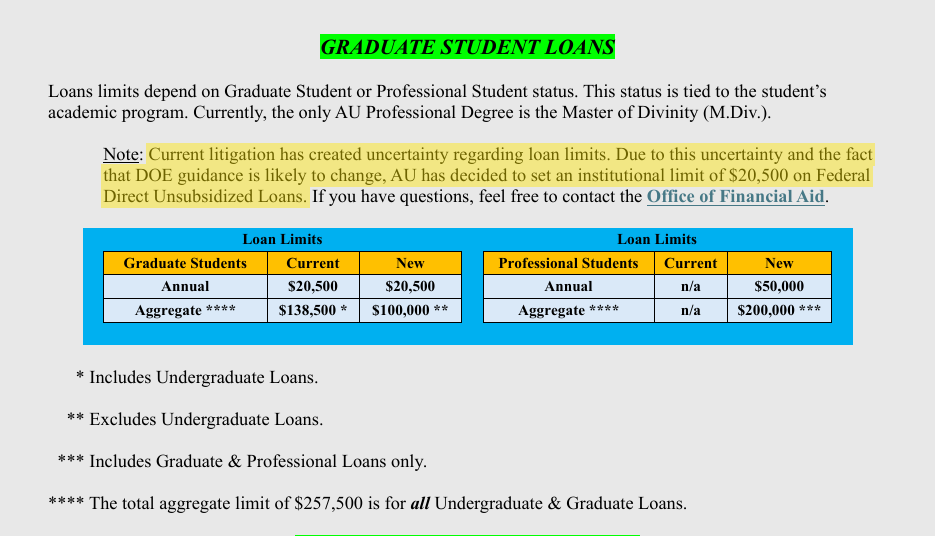 GRADUATE STUDENT LOANS
Loans limits depend on Graduate Student or Professional Student status. This status is tied to the student’s
academic program. Currently, the only AU Professional Degree is the Master of Divinity (M.Div.).
Note: Current litigation has created uncertainty regarding loan limits. Due to this uncertainty and the fact
that DOE guidance is likely to change, AU has decided to set an institutional limit of $20,500 on Federal
Direct Unsubsidized Loans. If you have questions, feel free to contact the Office of Financial Aid.
Loan Limits
Graduate Students Current New
Annual $20,500 $20,500
Aggregate **** $138,500 * $100,000 **
Loan Limits
Professional Students Current New
Annual n/a $50,000
Aggregate **** n/a $200,000 ***
* Includes Undergraduate Loans.
** Excludes Undergraduate Loans.
*** Includes Graduate & Professional Loans only.
**** The total aggregate limit of $257,500 is for all Undergraduate & Graduate Loans.